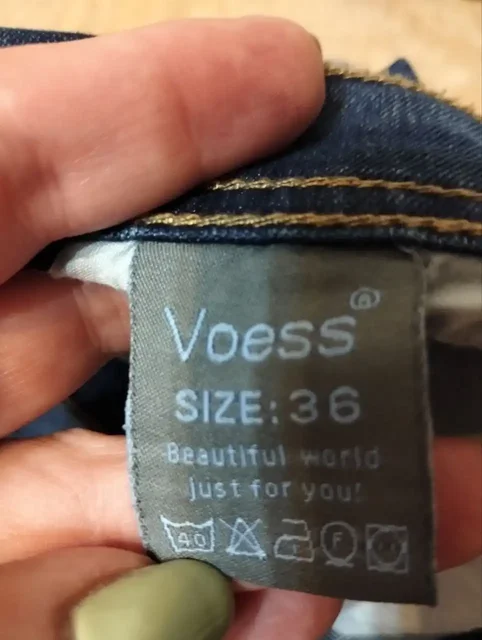 Voess®
SIZE: 36
Beautiful world
just for you!
40
F